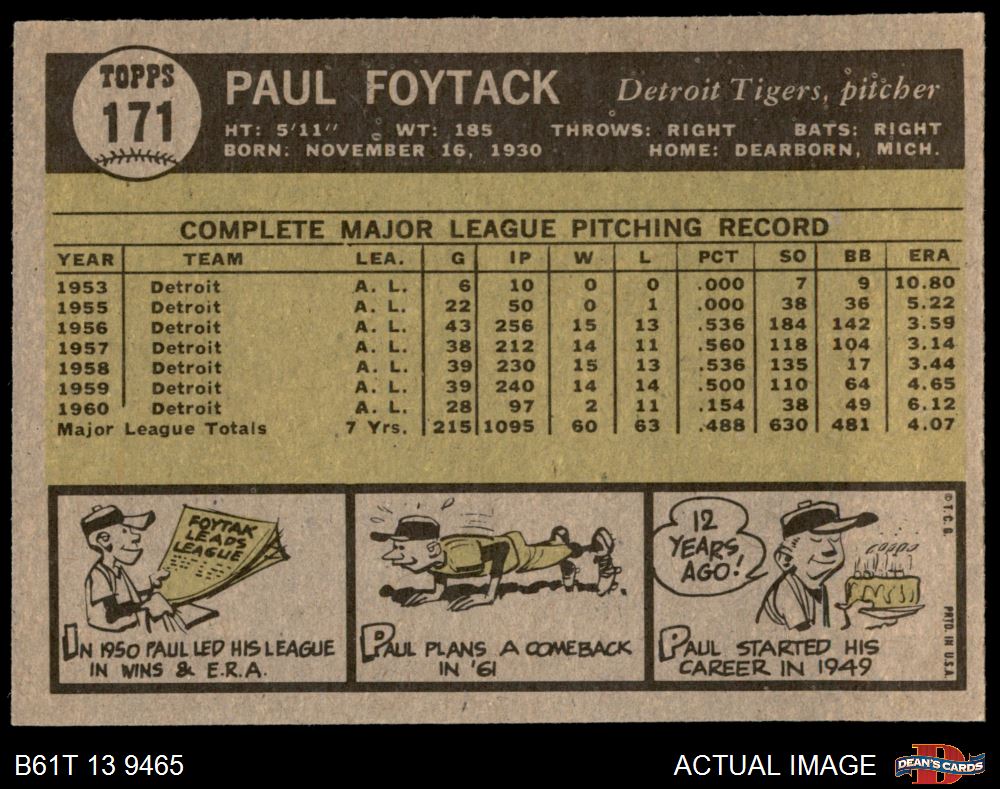 TOPPS
171
PAUL FOYTACK Detroit Tigers, pitcher
HT: 5'11" WT: 185 THROWS: RIGHT BATS: RIGHT
BORN: NOVEMBER 16, 1930 HOME: DEARBORN, MICH.
COMPLETE MAJOR LEAGUE PITCHING RECORD
YEAR TEAM LEA. G IP W L PCT SO BB ERA
1953 Detroit A. L. 6 10 0 0 .000 7 9 10.80
1955 Detroit A. L. 22 50 0 1 .000 38 36 5.22
1956 Detroit A. L. 43 256 15 13 .536 184 142 3.59
1957 Detroit A. L. 38 212 14 11 .560 118 104 3.14
1958 Detroit A. L. 39 230 15 13 .536 135 17 3.44
1959 Detroit A. L. 39 240 14 14 .500 110 64 4.65
1960 Detroit A. L. 28 97 2 11 .154 38 49 6.12
Major League Totals 7 Yrs. 215 1095 60 63 .488 630 481 4.07
FOYTAK
LEADS
LEAGUE
IN 1950 PAUL LED HIS LEAGUE
IN WINS & E.R.A.
PAUL PLANS A COMEBACK
IN '61
12
YEARS
AGO!
PAUL STARTED HIS
CAREER IN 1949
© T. C. G.
PRTD. IN U.S.A.
B61T 13 9465
ACTUAL IMAGE
DEAN'S CARDS